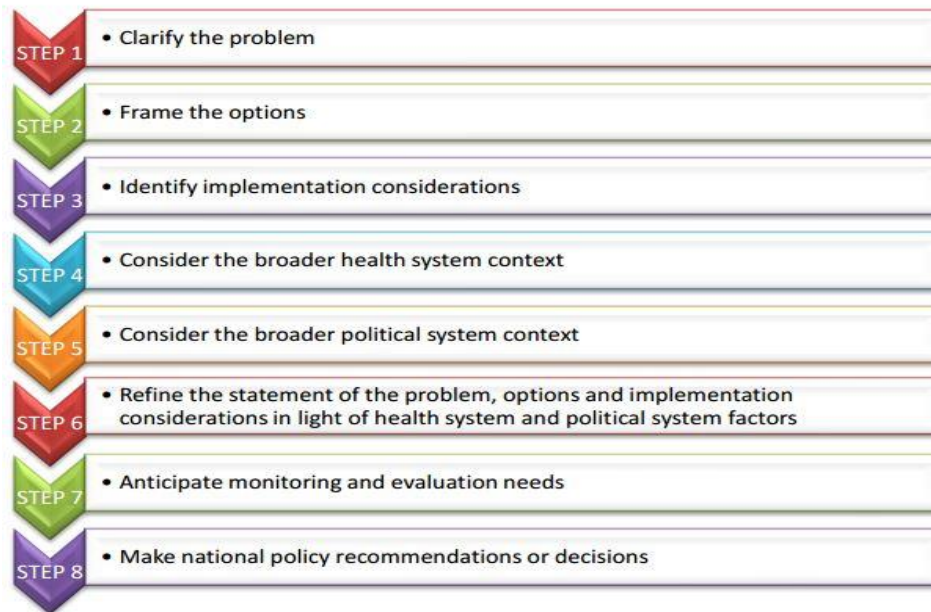 STEP 1
• Clarify the problem
STEP 2
• Frame the options
STEP 3
• Identify implementation considerations
STEP 4
• Consider the broader health system context
STEP 5
• Consider the broader political system context
STEP 6
• Refine the statement of the problem, options and implementation
considerations in light of health system and political system factors
STEP 7
• Anticipate monitoring and evaluation needs
STEP 8
• Make national policy recommendations or decisions